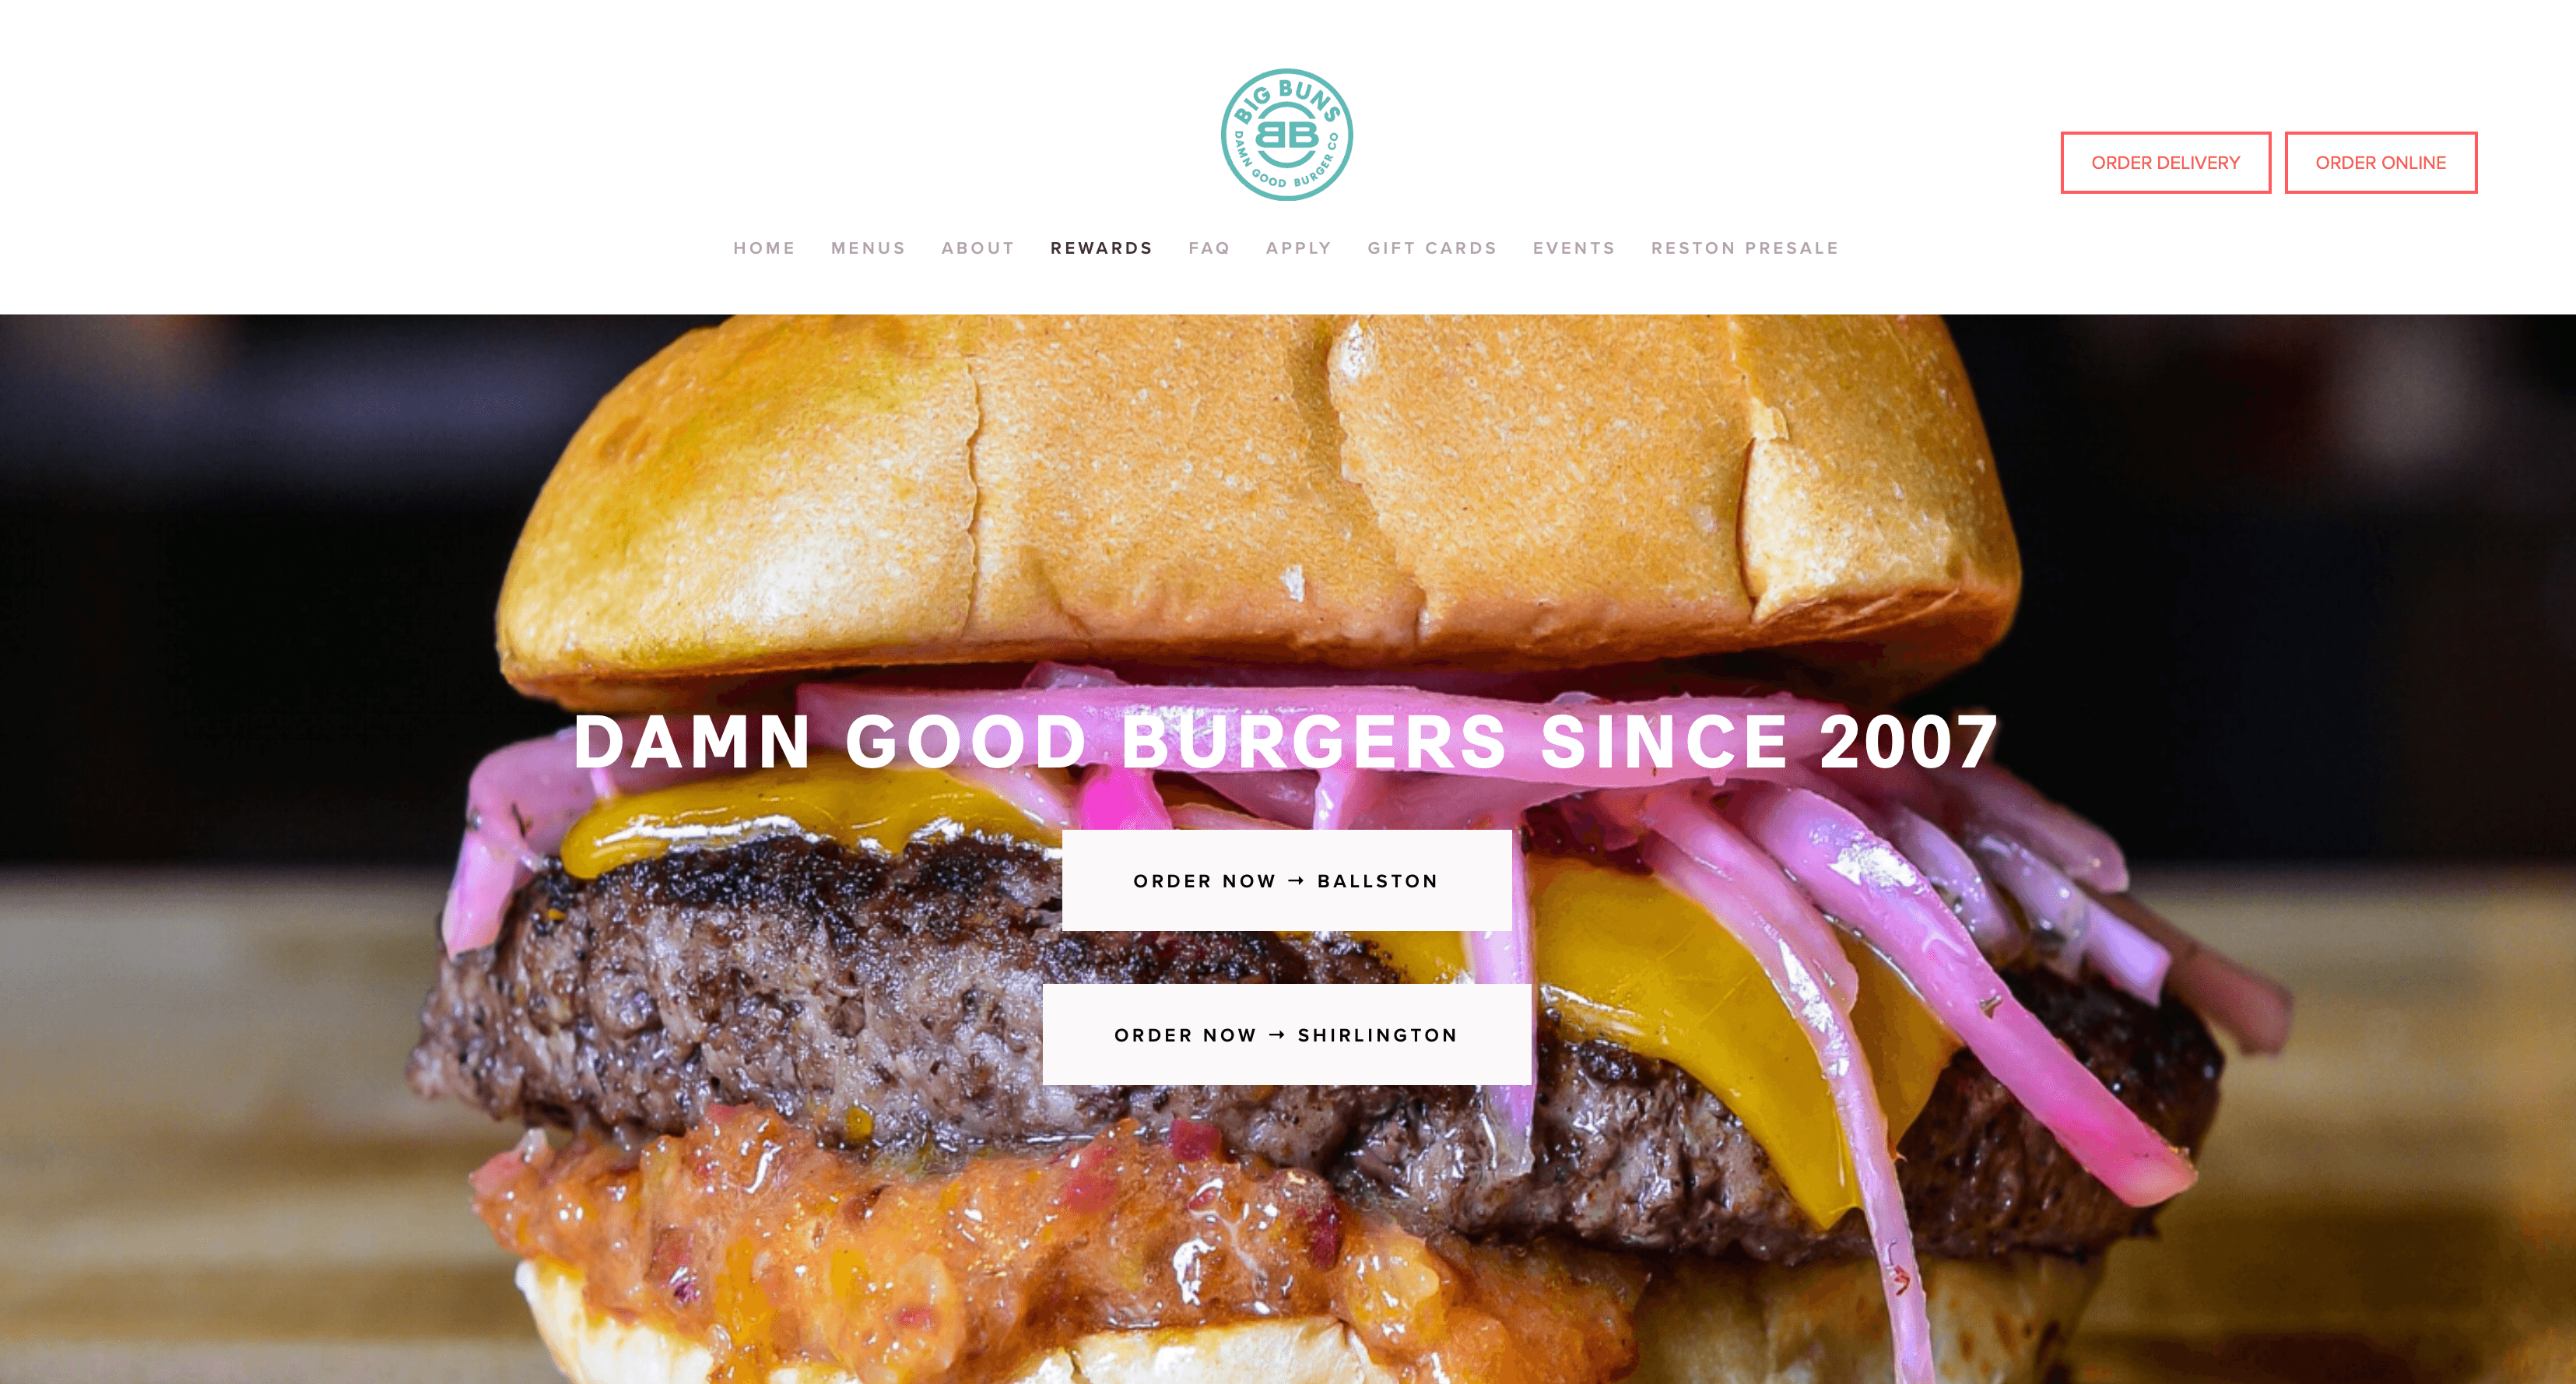 BIG BUNS
BB
DAMN GOOD BURGER CO
ORDER DELIVERY
ORDER ONLINE
HOME MENUS ABOUT REWARDS FAQ APPLY GIFT CARDS EVENTS RESTON PRESALE
DAMN GOOD BURGERS SINCE 2007
ORDER NOW → BALLSTON
ORDER NOW → SHIRLINGTON